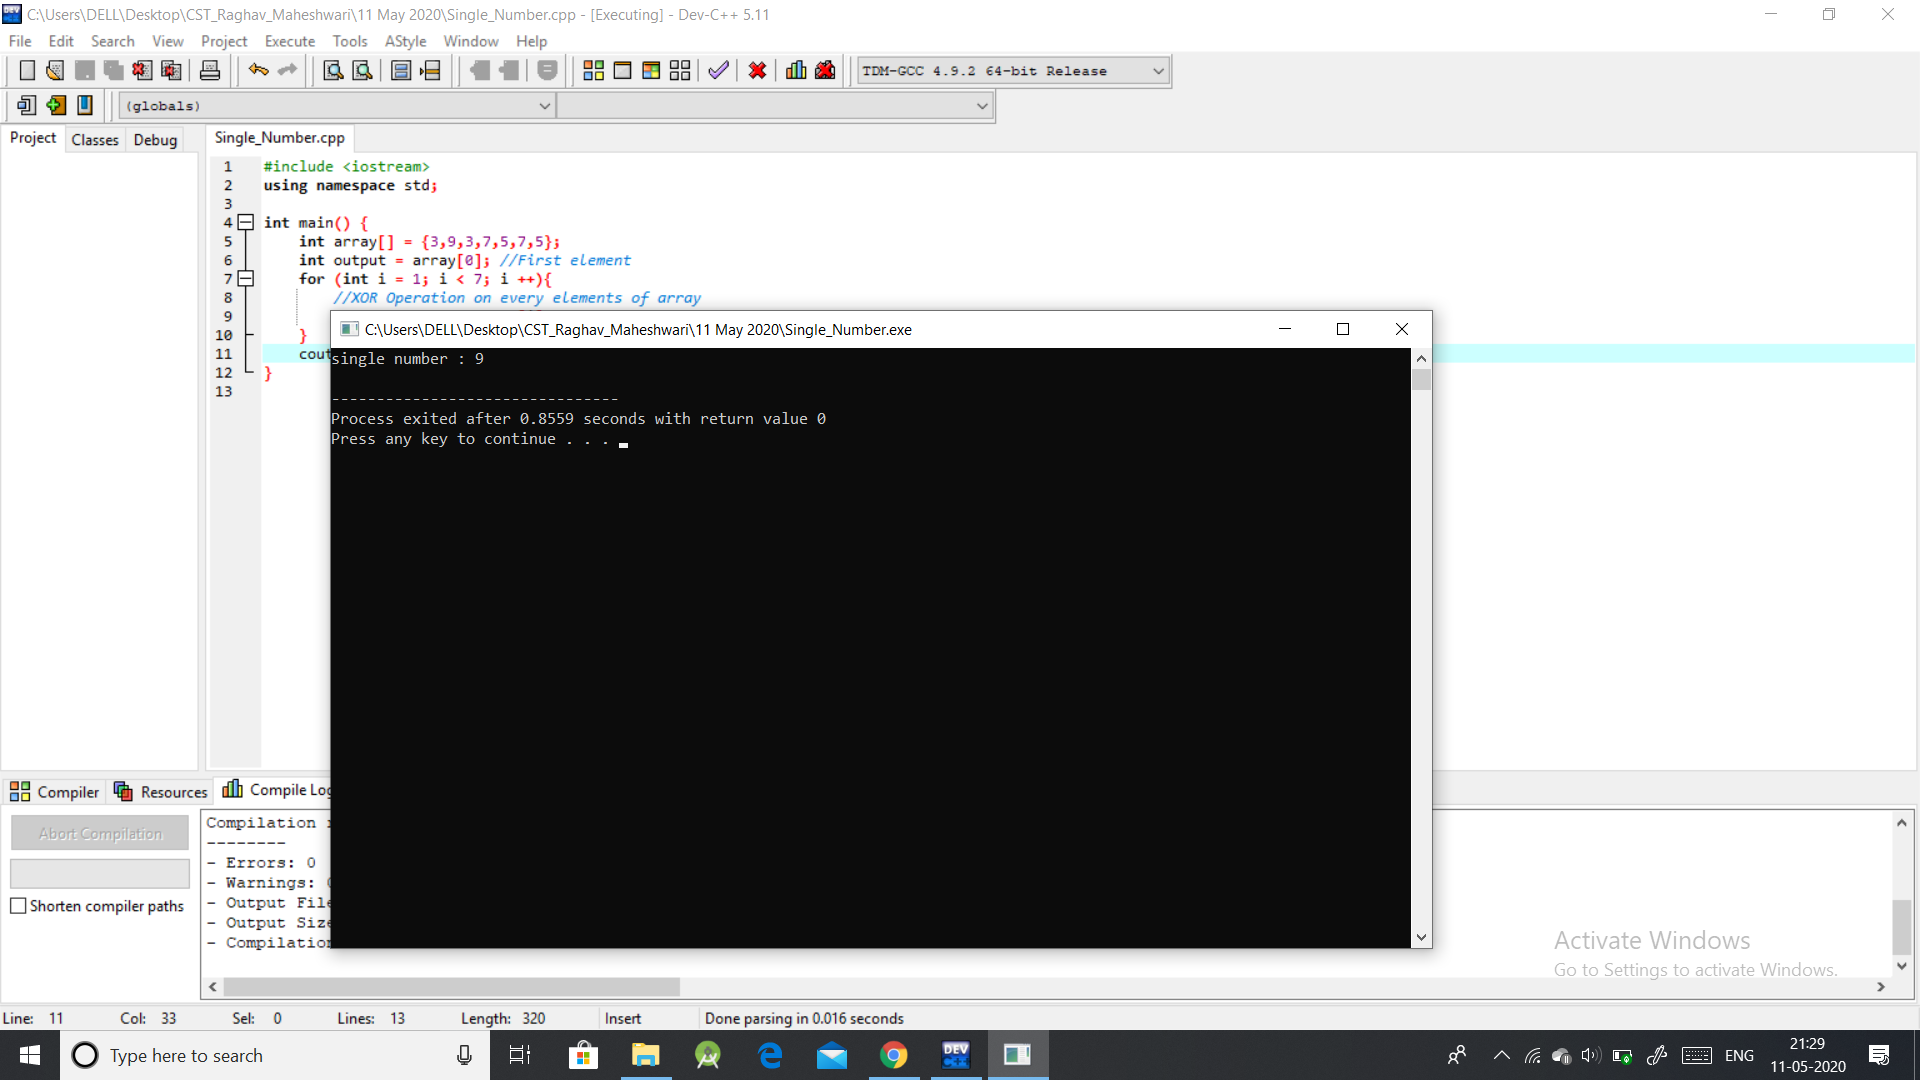 C:\Users\DELL\Desktop\CST_Raghav_Maheshwari\11 May 2020\Single_Number.cpp - [Executing] - Dev-C++ 5.11
File Edit Search View Project Execute Tools AStyle Window Help
TDM-GCC 4.9.2 64-bit Release
(globals)
Project Classes Debug
Single_Number.cpp
1 #include <iostream>
2 using namespace std;
3
4 int main() {
5 int array[] = {3,9,3,7,5,7,5};
6 int output = array[0]; //First element
7 for (int i = 1; i < 7; i ++){
8 //XOR Operation on every elements of array
9
10 }
11 cout
12 }
13
C:\Users\DELL\Desktop\CST_Raghav_Maheshwari\11 May 2020\Single_Number.exe
single number : 9
--------------------------------
Process exited after 0.8559 seconds with return value 0
Press any key to continue . . .
Compiler Resources Compile Log
Abort Compilation
Shorten compiler paths
Compilation
--------
- Errors: 0
- Warnings: 0
- Output File
- Output Size
- Compilation
Activate Windows
Go to Settings to activate Windows.
Line: 11 Col: 33 Sel: 0 Lines: 13 Length: 320 Insert Done parsing in 0.016 seconds
Type here to search
DEV C++
ENG
21:29
11-05-2020